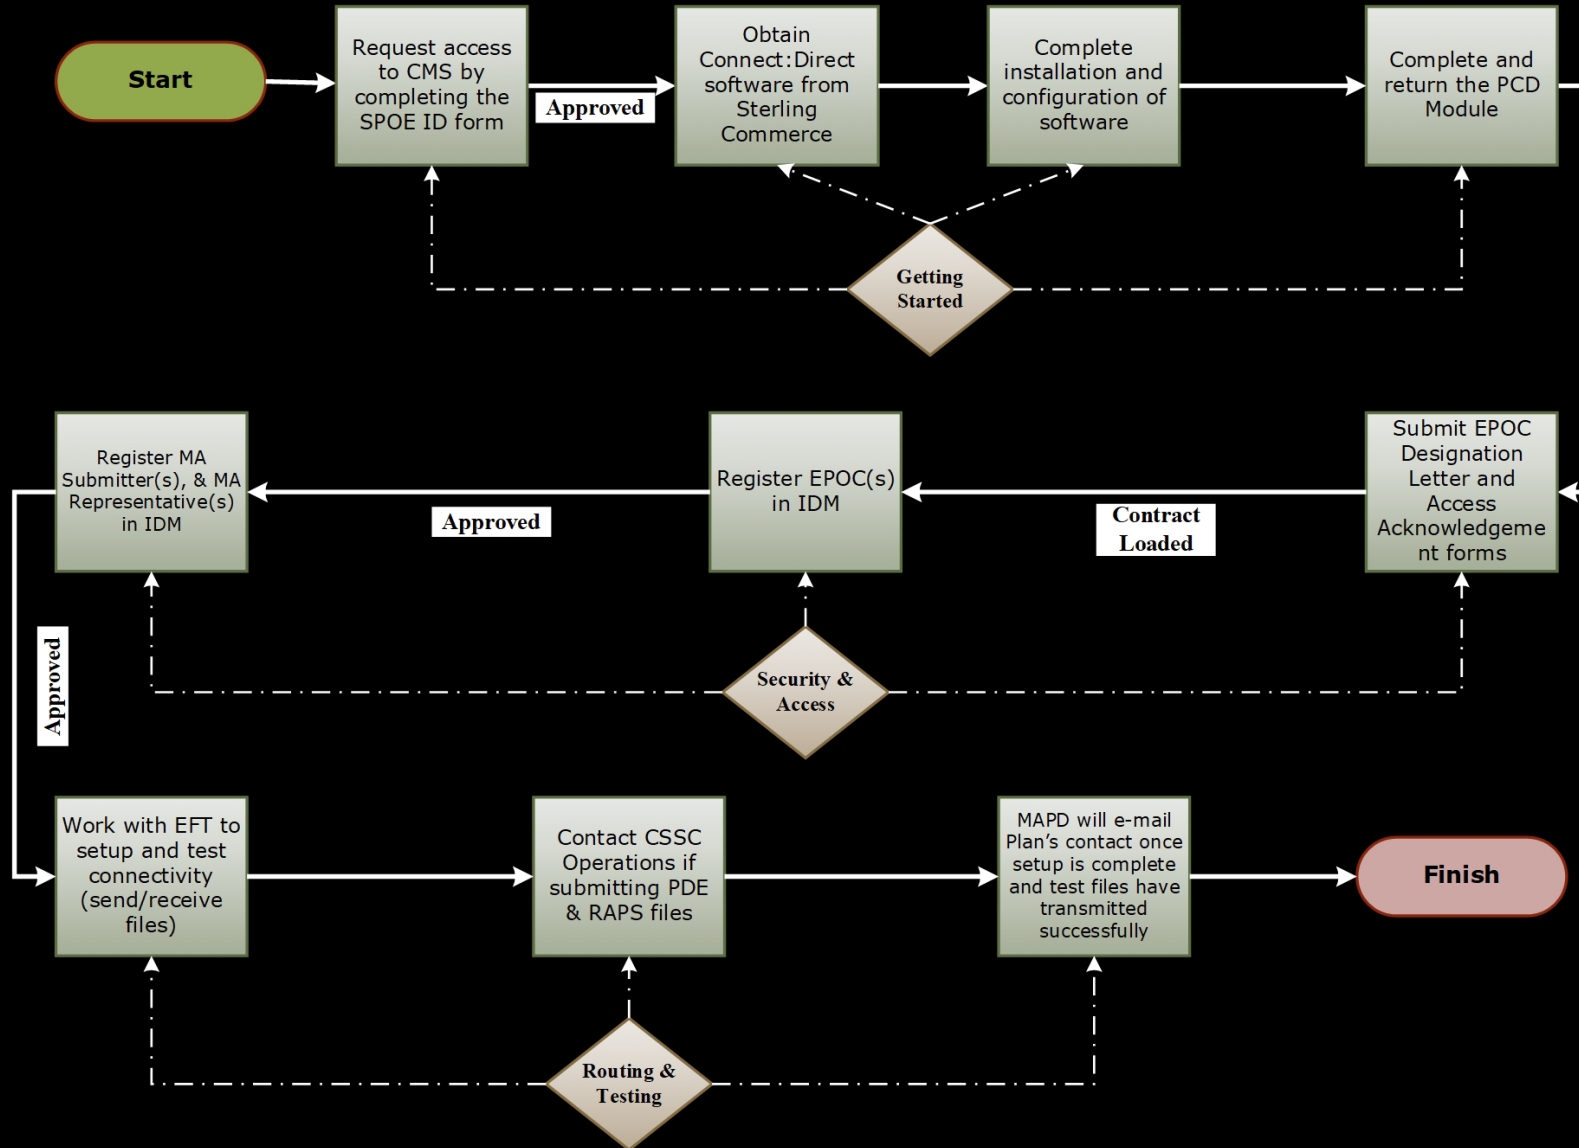 Start
Request access
to CMS by
completing the
SPOE ID form
Approved
Obtain
Connect:Direct
software from
Sterling
Commerce
Complete
installation and
configuration of
software
Complete and
return the PCD
Module
Getting
Started
Submit EPOC
Designation
Letter and
Access
Acknowledgeme
nt forms
Contract
Loaded
Register EPOC(s)
in IDM
Approved
Register MA
Submitter(s), & MA
Representative(s)
in IDM
Security &
Access
Approved
Work with EFT to
setup and test
connectivity
(send/receive
files)
Contact CSSC
Operations if
submitting PDE
& RAPS files
MAPD will e-mail
Plan’s contact once
setup is complete
and test files have
transmitted
successfully
Finish
Routing &
Testing